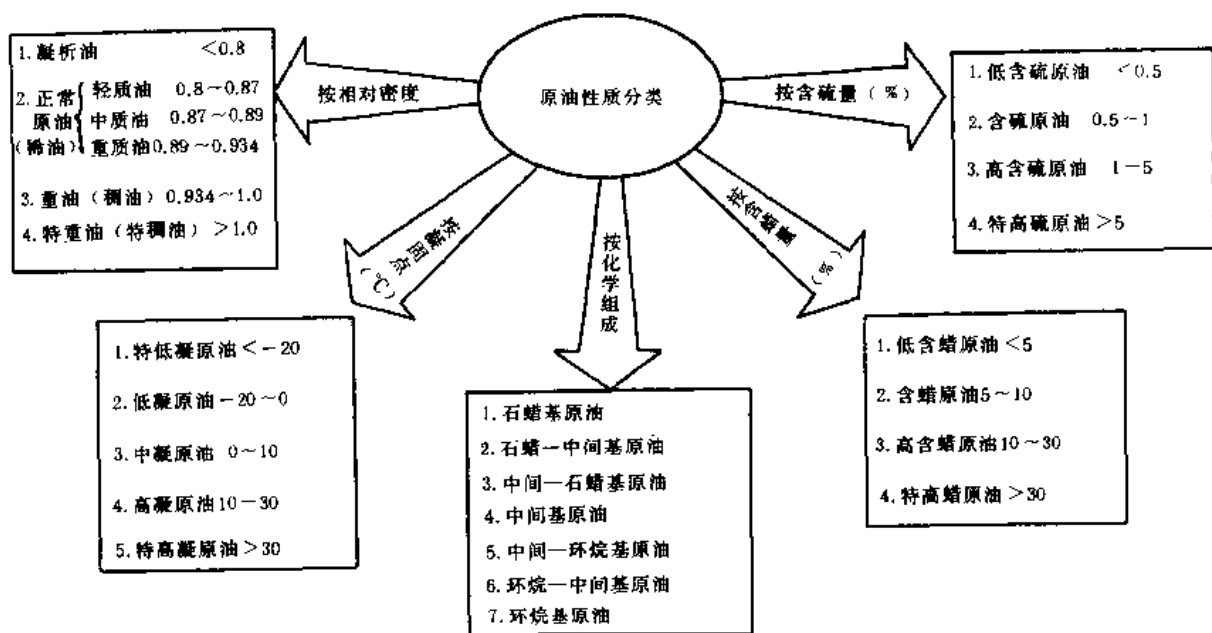 原油性质分类
按相对密度
1.凝析油 <0.8
2.正常原油(稀油)
轻质油 0.8~0.87
中质油 0.87~0.89
重质油0.89~0.934
3.重油(稠油)0.934~1.0
4.特重油(特稠油)>1.0
按含硫量(%)
1.低含硫原油 <0.5
2.含硫原油 0.5~1
3.高含硫原油 1-5
4.特高硫原油>5
按凝固点(℃)
1.特低凝原油<-20
2.低凝原油-20~0
3.中凝原油 0~10
4.高凝原油10-30
5.特高凝原油>30
按化学组成
1.石蜡基原油
2.石蜡—中间基原油
3.中间—石蜡基原油
4.中间基原油
5.中间—环烷基原油
6.环烷—中间基原油
7.环烷基原油
按含蜡量(%)
1.低含蜡原油<5
2.含蜡原油5~10
3.高含蜡原油10~30
4.特高蜡原油>30